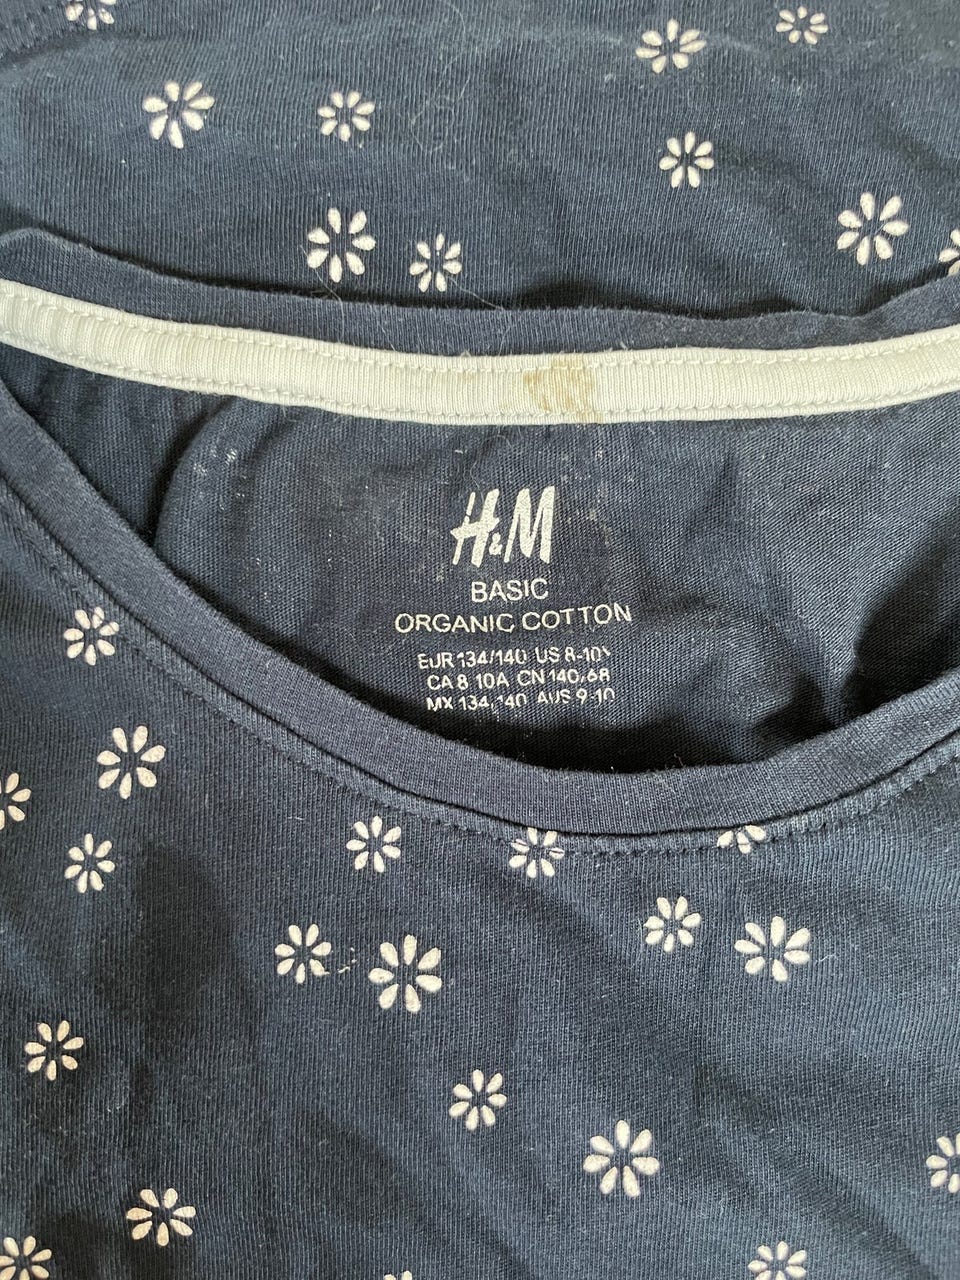 H&M
BASIC
ORGANIC COTTON
EUR 134/140 US 8-10Y
CA 8 10A CN 140/68
MX 134/140 AUS 9-10